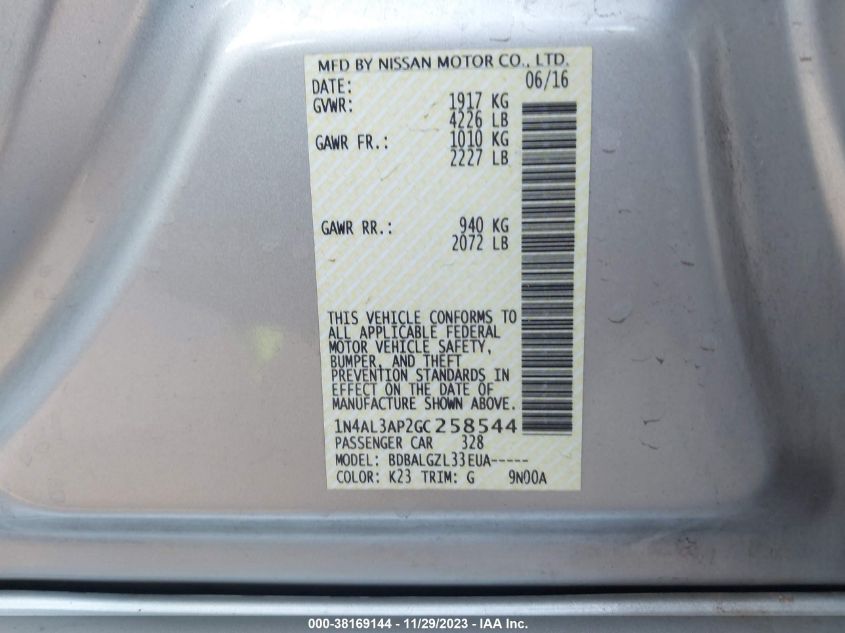 MFD BY NISSAN MOTOR CO., LTD.
DATE: 06/16
GVWR: 1917 KG
4226 LB
GAWR FR.: 1010 KG
2227 LB
GAWR RR.: 940 KG
2072 LB
THIS VEHICLE CONFORMS TO
ALL APPLICABLE FEDERAL
MOTOR VEHICLE SAFETY,
BUMPER, AND THEFT
PREVENTION STANDARDS IN
EFFECT ON THE DATE OF
MANUFACTURE SHOWN ABOVE.
1N4AL3AP2GC258544
PASSENGER CAR 328
MODEL: BDBALGZL33EUA-----
COLOR: K23 TRIM: G 9N00A
000-38169144 - 11/29/2023 - IAA Inc.